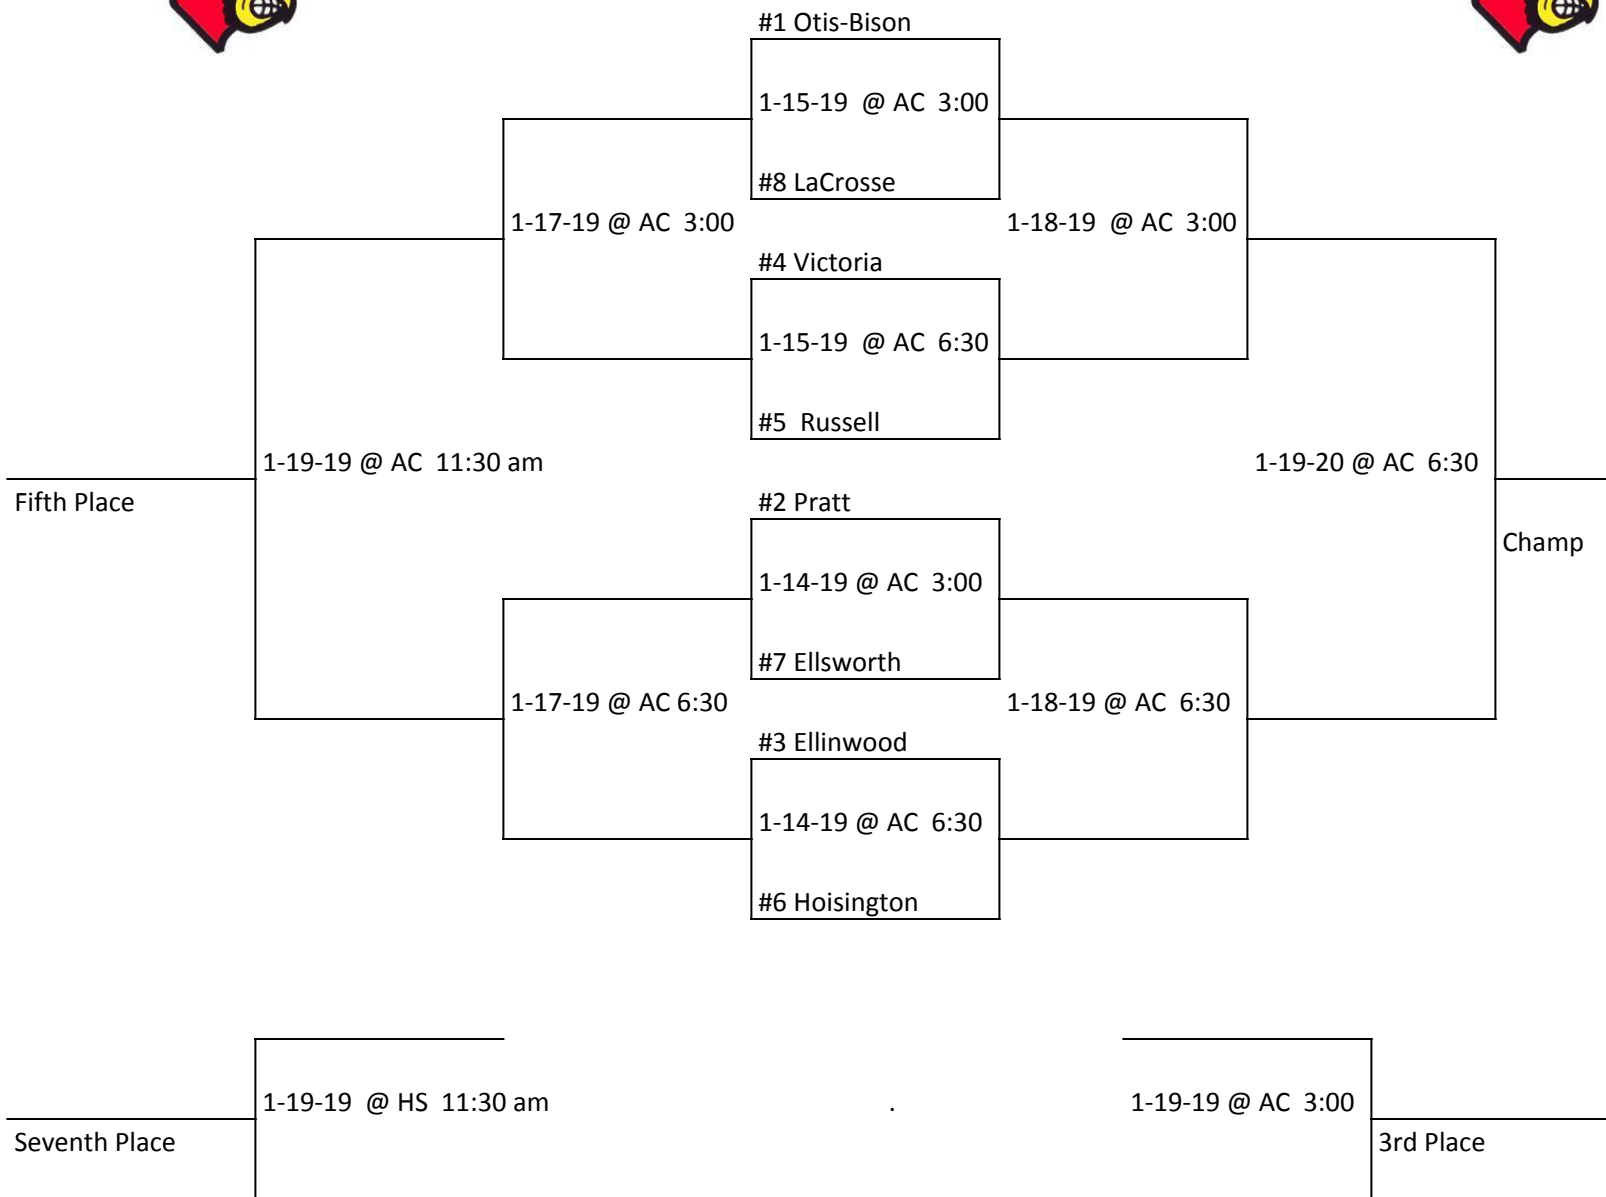 #1 Otis-Bison
1-15-19 @ AC 3:00
#8 LaCrosse
1-17-19 @ AC 3:00
1-18-19 @ AC 3:00
#4 Victoria
1-15-19 @ AC 6:30
#5 Russell
1-19-19 @ AC 11:30 am
1-19-20 @ AC 6:30
Fifth Place
#2 Pratt
Champ
1-14-19 @ AC 3:00
#7 Ellsworth
1-17-19 @ AC 6:30
1-18-19 @ AC 6:30
#3 Ellinwood
1-14-19 @ AC 6:30
#6 Hoisington
1-19-19 @ HS 11:30 am
.
1-19-19 @ AC 3:00
Seventh Place
3rd Place